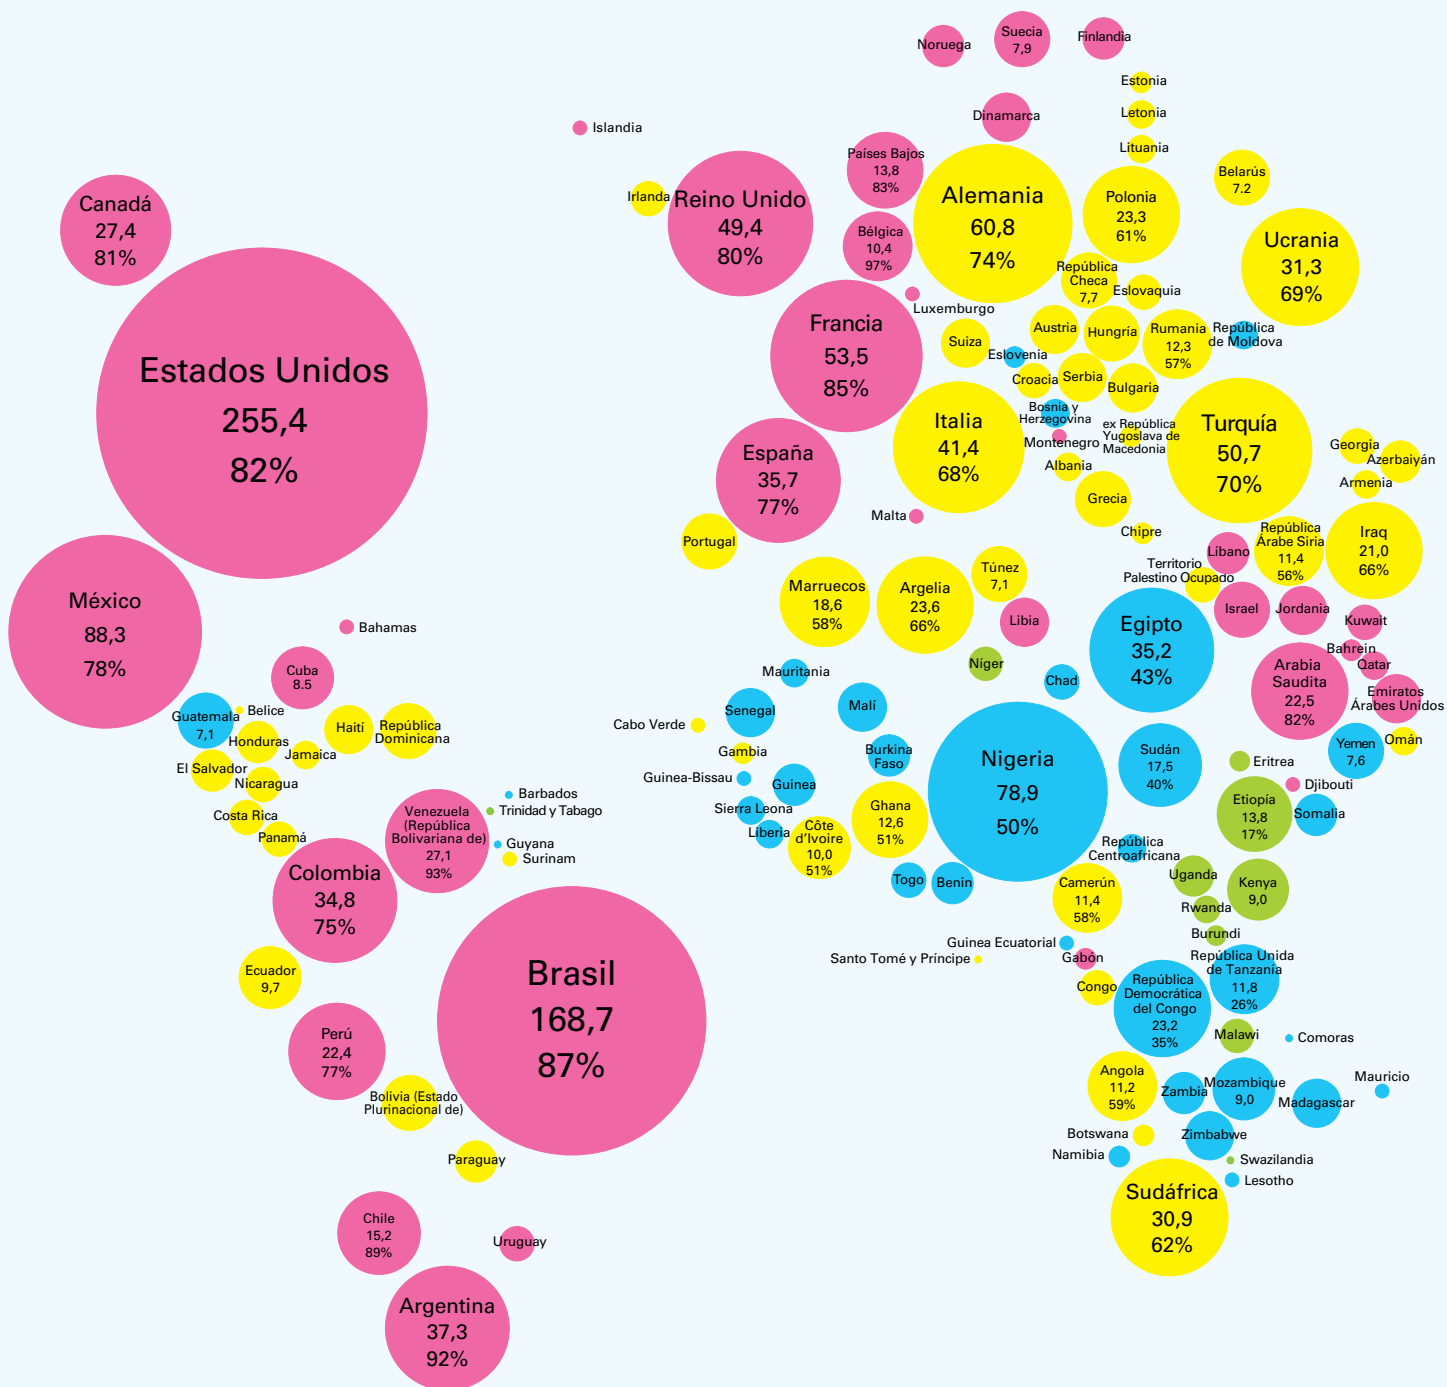 Noruega
Suecia
7,9
Finlandia
Estonia
Letonia
Lituania
Dinamarca
Islandia
Países Bajos
13,8
83%
Irlanda
Reino Unido
49,4
80%
Bélgica
10,4
97%
Alemania
60,8
74%
Polonia
23,3
61%
Belarús
7.2
Ucrania
31,3
69%
Canadá
27,4
81%
Estados Unidos
255,4
82%
México
88,3
78%
República
Checa
7,7
Eslovaquia
Luxemburgo
Francia
53,5
85%
Suiza
Austria
Hungría
Rumania
12,3
57%
República
de Moldova
Eslovenia
Croacia
Serbia
Bulgaria
Italia
41,4
68%
Bosnia y
Herzegovina
Montenegro
ex República
Yugoslava de
Macedonia
Albania
Grecia
Chipre
Turquía
50,7
70%
Georgia
Azerbaiyán
Armenia
España
35,7
77%
Malta
Portugal
Marruecos
18,6
58%
Argelia
23,6
66%
Túnez
7,1
Libia
Líbano
República
Árabe Siria
11,4
56%
Iraq
21,0
66%
Territorio
Palestino Ocupado
Israel
Jordania
Kuwait
Egipto
35,2
43%
Bahrein
Qatar
Arabia
Saudita
22,5
82%
Emiratos
Árabes Unidos
Omán
Yemen
7,6
Bahamas
Cuba
8.5
Guatemala
7,1
Belice
Honduras
Jamaica
Haití
República
Dominicana
El Salvador
Nicaragua
Costa Rica
Panamá
Barbados
Trinidad y Tabago
Venezuela
(República
Bolivariana de)
27,1
93%
Guyana
Surinam
Colombia
34,8
75%
Ecuador
9,7
Perú
22,4
77%
Brasil
168,7
87%
Bolivia (Estado
Plurinacional de)
Paraguay
Chile
15,2
89%
Uruguay
Argentina
37,3
92%
Níger
Mauritania
Chad
Senegal
Malí
Cabo Verde
Gambia
Burkina
Faso
Guinea-Bissau
Guinea
Sierra Leona
Liberia
Côte
d’Ivoire
10,0
51%
Ghana
12,6
51%
Togo
Benin
Nigeria
78,9
50%
Sudán
17,5
40%
Eritrea
Djibouti
Etiopía
13,8
17%
Somalia
República
Centroafricana
Camerún
11,4
58%
Uganda
Kenya
9,0
Rwanda
Burundi
Guinea Ecuatorial
Santo Tomé y Príncipe
Gabón
Congo
República
Democrática
del Congo
23,2
35%
República Unida
de Tanzanía
11,8
26%
Malawi
Comoras
Angola
11,2
59%
Zambia
Mozambique
9,0
Madagascar
Mauricio
Botswana
Namibia
Zimbabwe
Swazilandia
Lesotho
Sudáfrica
30,9
62%